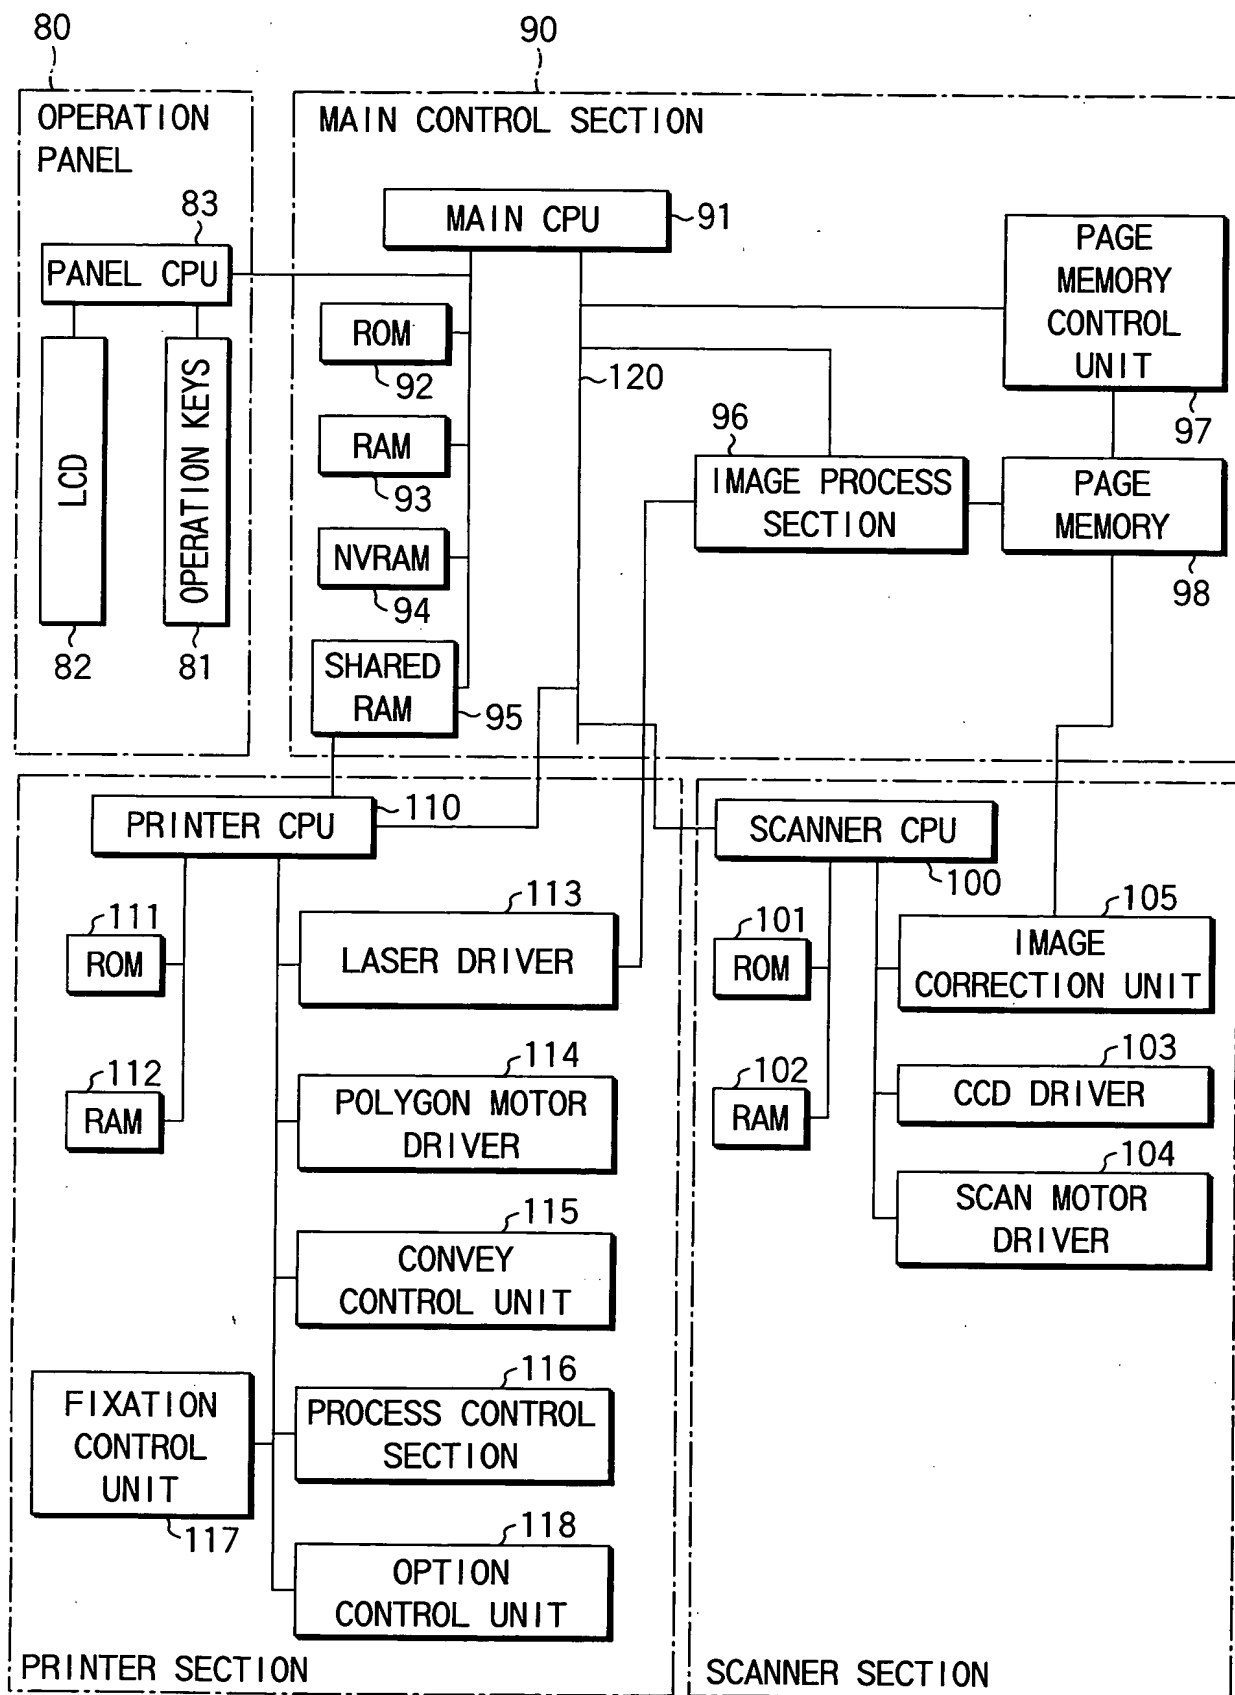 80
90
OPERATION
PANEL
MAIN CONTROL SECTION
83
PANEL CPU
LCD
OPERATION KEYS
82
81
MAIN CPU
91
ROM
92
RAM
93
NVRAM
94
SHARED
RAM
95
120
PAGE
MEMORY
CONTROL
UNIT
97
96
IMAGE PROCESS
SECTION
PAGE
MEMORY
98
PRINTER CPU
110
111
ROM
112
RAM
113
LASER DRIVER
114
POLYGON MOTOR
DRIVER
115
CONVEY
CONTROL UNIT
116
PROCESS CONTROL
SECTION
FIXATION
CONTROL
UNIT
117
118
OPTION
CONTROL UNIT
PRINTER SECTION
SCANNER CPU
100
101
ROM
102
RAM
105
IMAGE
CORRECTION UNIT
103
CCD DRIVER
104
SCAN MOTOR
DRIVER
SCANNER SECTION